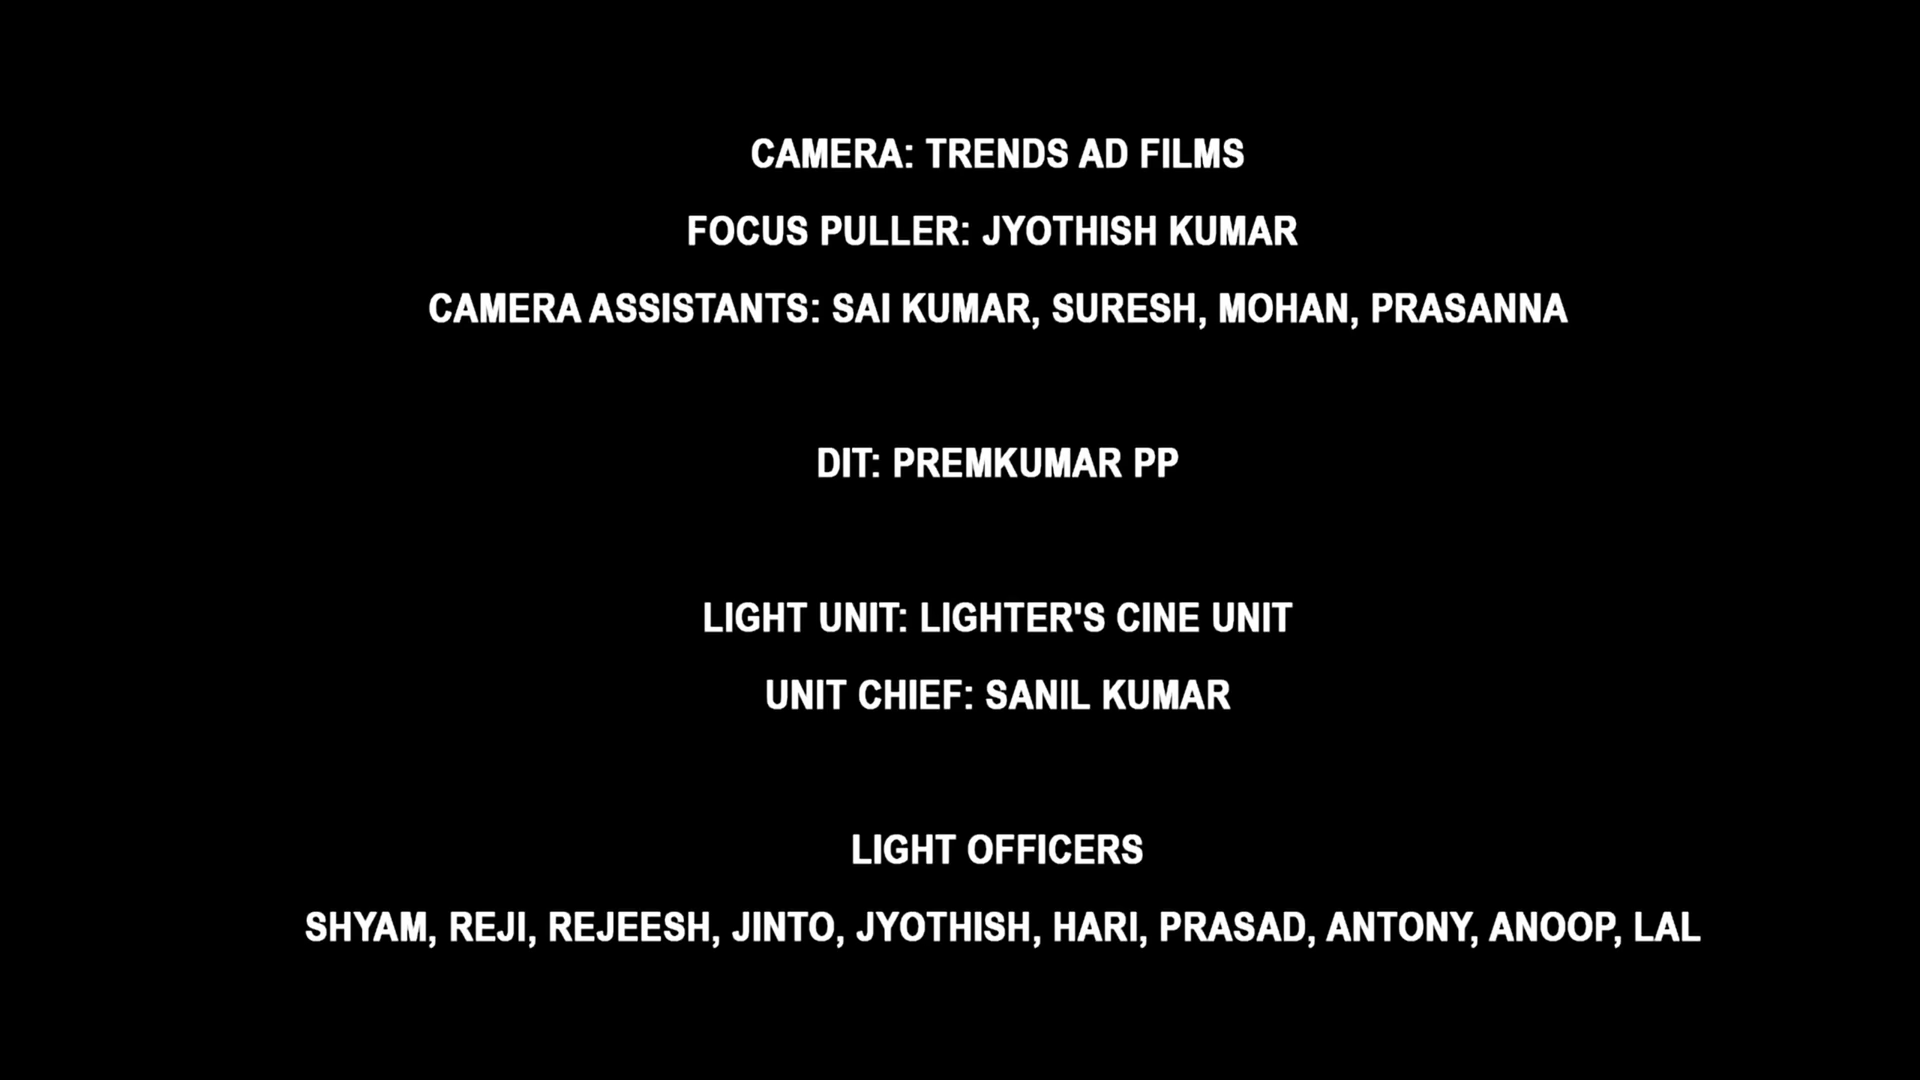 CAMERA: TRENDS AD FILMS
FOCUS PULLER: JYOTHISH KUMAR
CAMERA ASSISTANTS: SAI KUMAR, SURESH, MOHAN, PRASANNA
DIT: PREMKUMAR PP
LIGHT UNIT: LIGHTER'S CINE UNIT
UNIT CHIEF: SANIL KUMAR
LIGHT OFFICERS
SHYAM, REJI, REJEESH, JINTO, JYOTHISH, HARI, PRASAD, ANTONY, ANOOP, LAL